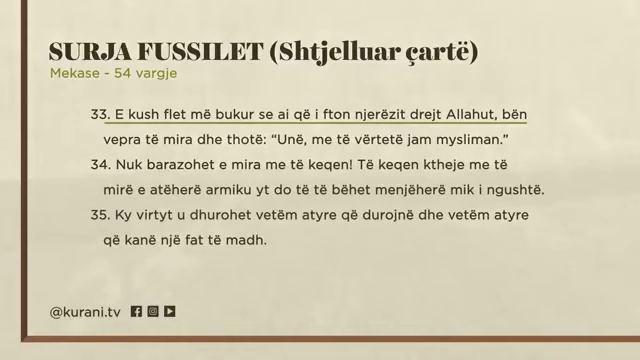 SURJA FUSSILET (Shtjelluar çartë)
Mekase - 54 vargje
33. E kush flet më bukur se ai që i fton njerëzit drejt Allahut, bën
vepra të mira dhe thotë: “Unë, me të vërtetë jam mysliman.”
34. Nuk barazohet e mira me të keqen! Të keqen ktheje me të
mirë e atëherë armiku yt do të të bëhet menjëherë mik i ngushtë.
35. Ky virtyt u dhurohet vetëm atyre që durojnë dhe vetëm atyre
që kanë një fat të madh.
@kurani.tv